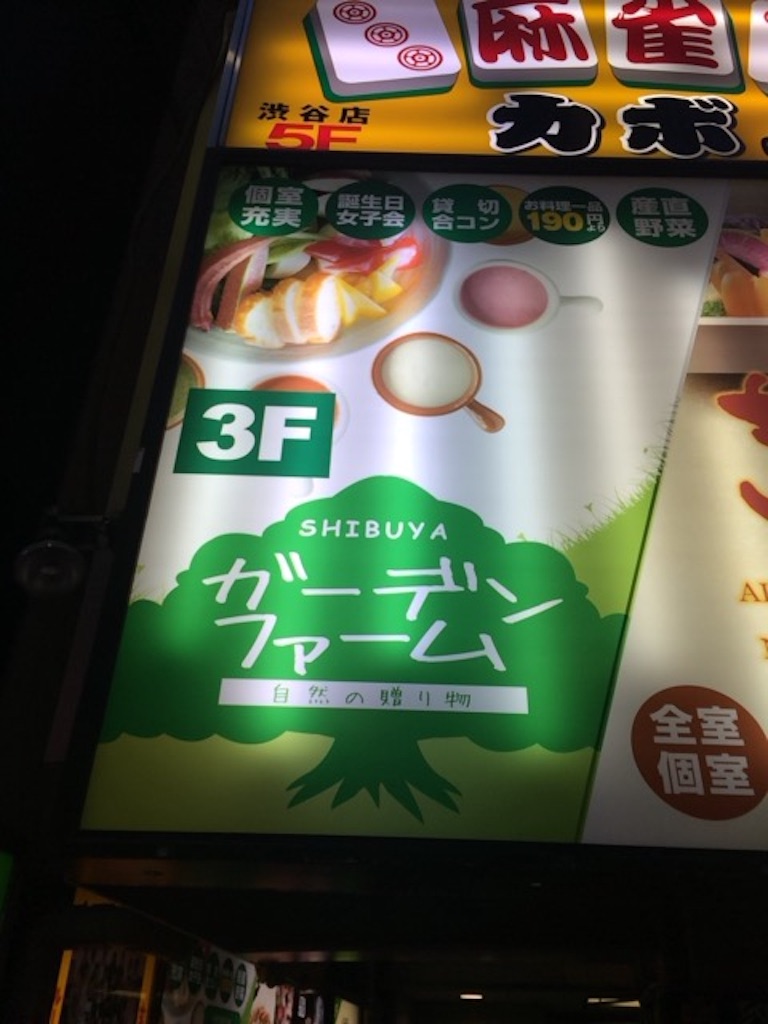 麻雀
渋谷店
5F
カボ
個室
充実
誕生日
女子会
貸切
合コン
お料理一品
190円より
産直
野菜
3F
SHIBUYA
ガーデン
ファーム
自然の贈り物
全室
個室